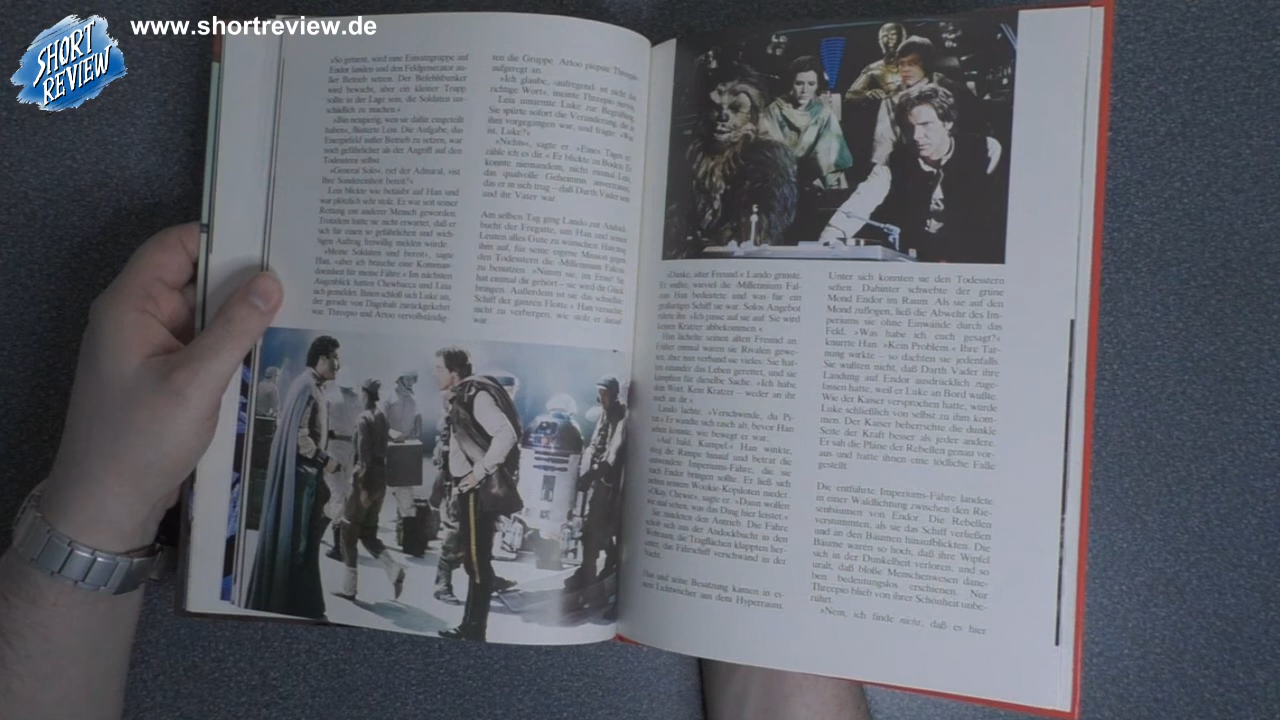 SHORT
REVIEW
www.shortreview.de
»So getarnt, wird eine Einsatzgruppe auf
Endor landen und den Feldgenerator au-
ßer Betrieb setzen. Der Befehlsbunker
wird bewacht, aber ein kleiner Trupp
sollte in der Lage sein, die Soldaten un-
schädlich zu machen.«
»Bin neugierig, wen sie dafür eingeteilt
haben«, flüsterte Leia. Die Aufgabe, das
Energiefeld außer Betrieb zu setzen, war
noch gefährlicher als der Angriff auf den
Todesstern selbst.
»General Solo«, rief der Admiral, »ist
Ihre Sondereinheit bereit?«
Leia blickte wie betäubt auf Han und
war plötzlich sehr stolz. Er war seit seiner
Rettung ein anderer Mensch geworden.
Trotzdem hatte sie nicht erwartet, daß er
sich für einen so gefährlichen und wich-
tigen Auftrag freiwillig melden würde.
»Meine Soldaten sind bereit«, sagte
Han, »aber ich brauche eine Komman-
doeinheit für meine Fähre.« Im nächsten
Augenblick hatten Chewbacca und Leia
sich gemeldet. Ihnen schloß sich Luke an,
der gerade von Dagobah zurückgekehrt
war. Threepio und Artoo vervollständig-
ten die Gruppe. Artoo piepste Threepio
aufgeregt an.
»Ich glaube, ›aufregend‹ ist nicht das
richtige Wort«, meinte Threepio nervös.
Leia umarmte Luke zur Begrüßung.
Sie spürte sofort die Veränderung, die in
ihm vorgegangen war, und fragte: »Was
ist, Luke?«
»Nichts«, sagte er. »Eines Tages er-
zähle ich es dir.« Er blickte zu Boden. Er
konnte niemandem, nicht einmal Leia,
das qualvolle Geheimnis anvertrauen,
das er in sich trug – daß Darth Vader sein
und ihr Vater war.
Am selben Tag ging Lando zur Andock-
bucht der Fregatte, um Han und seinen
Leuten alles Gute zu wünschen. Han trug
ihm auf, für seine eigene Mission gegen
den Todesstern die ›Millennium Falcon‹
zu benutzen. »Nimm sie, im Ernst! Sie
hat einmal dir gehört – sie wird dir Glück
bringen. Außerdem ist sie das schnellste
Schiff der ganzen Flotte.« Han versuchte
nicht zu verbergen, wie stolz er darauf
war.
»Danke, alter Freund.« Lando grinste.
Er wußte, wieviel die ›Millennium Fal-
con‹ Han bedeutete und was für ein
großartiges Schiff sie war. Solos Angebot
rührte ihn. »Ich passe auf sie auf. Sie wird
keinen Kratzer abbekommen.«
Han lächelte seinen alten Freund an.
Früher einmal waren sie Rivalen gewe-
sen, aber nun verband sie vieles: Sie hat-
ten einander das Leben gerettet, und sie
kämpften für dieselbe Sache. »Ich habe
dein Wort. Kein Kratzer – weder an ihr
noch an dir.«
Lando lachte. »Verschwinde, du Pi-
rat.« Er wandte sich rasch ab, bevor Han
sehen konnte, wie bewegt er war.
»Auf bald, Kumpel.« Han winkte,
stieg die Rampe hinauf und betrat die
entwendete Imperiums-Fähre, die sie
nach Endor bringen sollte. Er ließ sich
neben seinem Wookie-Kopiloten nieder.
»Okay, Chewie«, sagte er. »Dann wollen
wir mal sehen, was das Ding hier leistet.«
Sie zündeten den Antrieb. Die Fähre
schob sich aus der Andockbucht in den
Weltraum, die Tragflächen klappten her-
unter, das Fährschiff verschwand in der
Nacht.
Han und seine Besatzung kamen in ei-
nem Lichtwischer aus dem Hyperraum.
Unter sich konnten sie den Todesstern
sehen. Dahinter schwebte der grüne
Mond Endor im Raum. Als sie auf den
Mond zuflogen, ließ die Abwehr des Im-
periums sie ohne Einwände durch das
Feld. »Was habe ich euch gesagt?«
knurrte Han. »Kein Problem.« Ihre Tar-
nung wirkte – so dachten sie jedenfalls.
Sie wußten nicht, daß Darth Vader ihre
Landung auf Endor ausdrücklich zuge-
lassen hatte, weil er Luke an Bord wußte.
Wie der Kaiser versprochen hatte, würde
Luke schließlich von selbst zu ihm kom-
men. Der Kaiser beherrschte die dunkle
Seite der Kraft besser als jeder andere.
Er sah die Pläne der Rebellen genau vor-
aus und hatte ihnen eine tödliche Falle
gestellt.
Die entführte Imperiums-Fähre landete
in einer Waldlichtung zwischen den Rie-
senbäumen von Endor. Die Rebellen
verstummten, als sie das Schiff verließen
und an den Bäumen hinaufblickten. Die
Bäume waren so hoch, daß ihre Wipfel
sich in der Dunkelheit verloren, und so
uralt, daß bloße Menschenwesen dane-
ben bedeutungslos erschienen. Nur
Threepio blieb von ihrer Schönheit unbe-
rührt.
»Nein, ich finde nicht, daß es hier